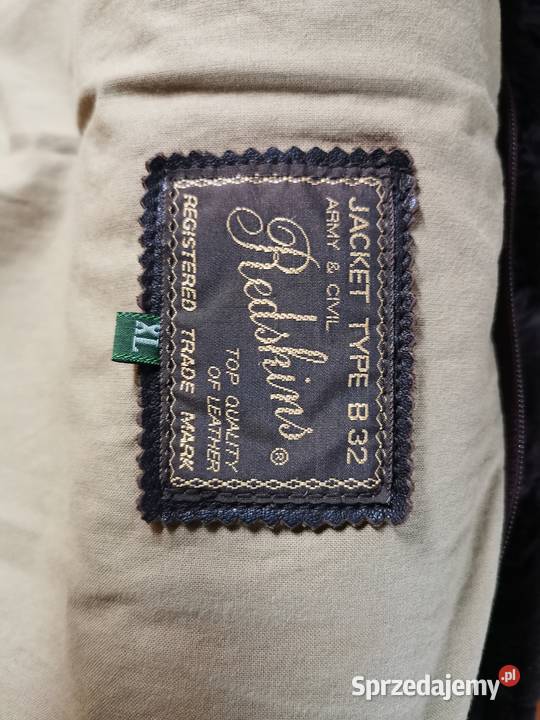 JACKET TYPE B 32
ARMY & CIVIL
Redskins®
TOP QUALITY
OF LEATHER
REGISTERED TRADE MARK
XL
Sprzedajemy.pl